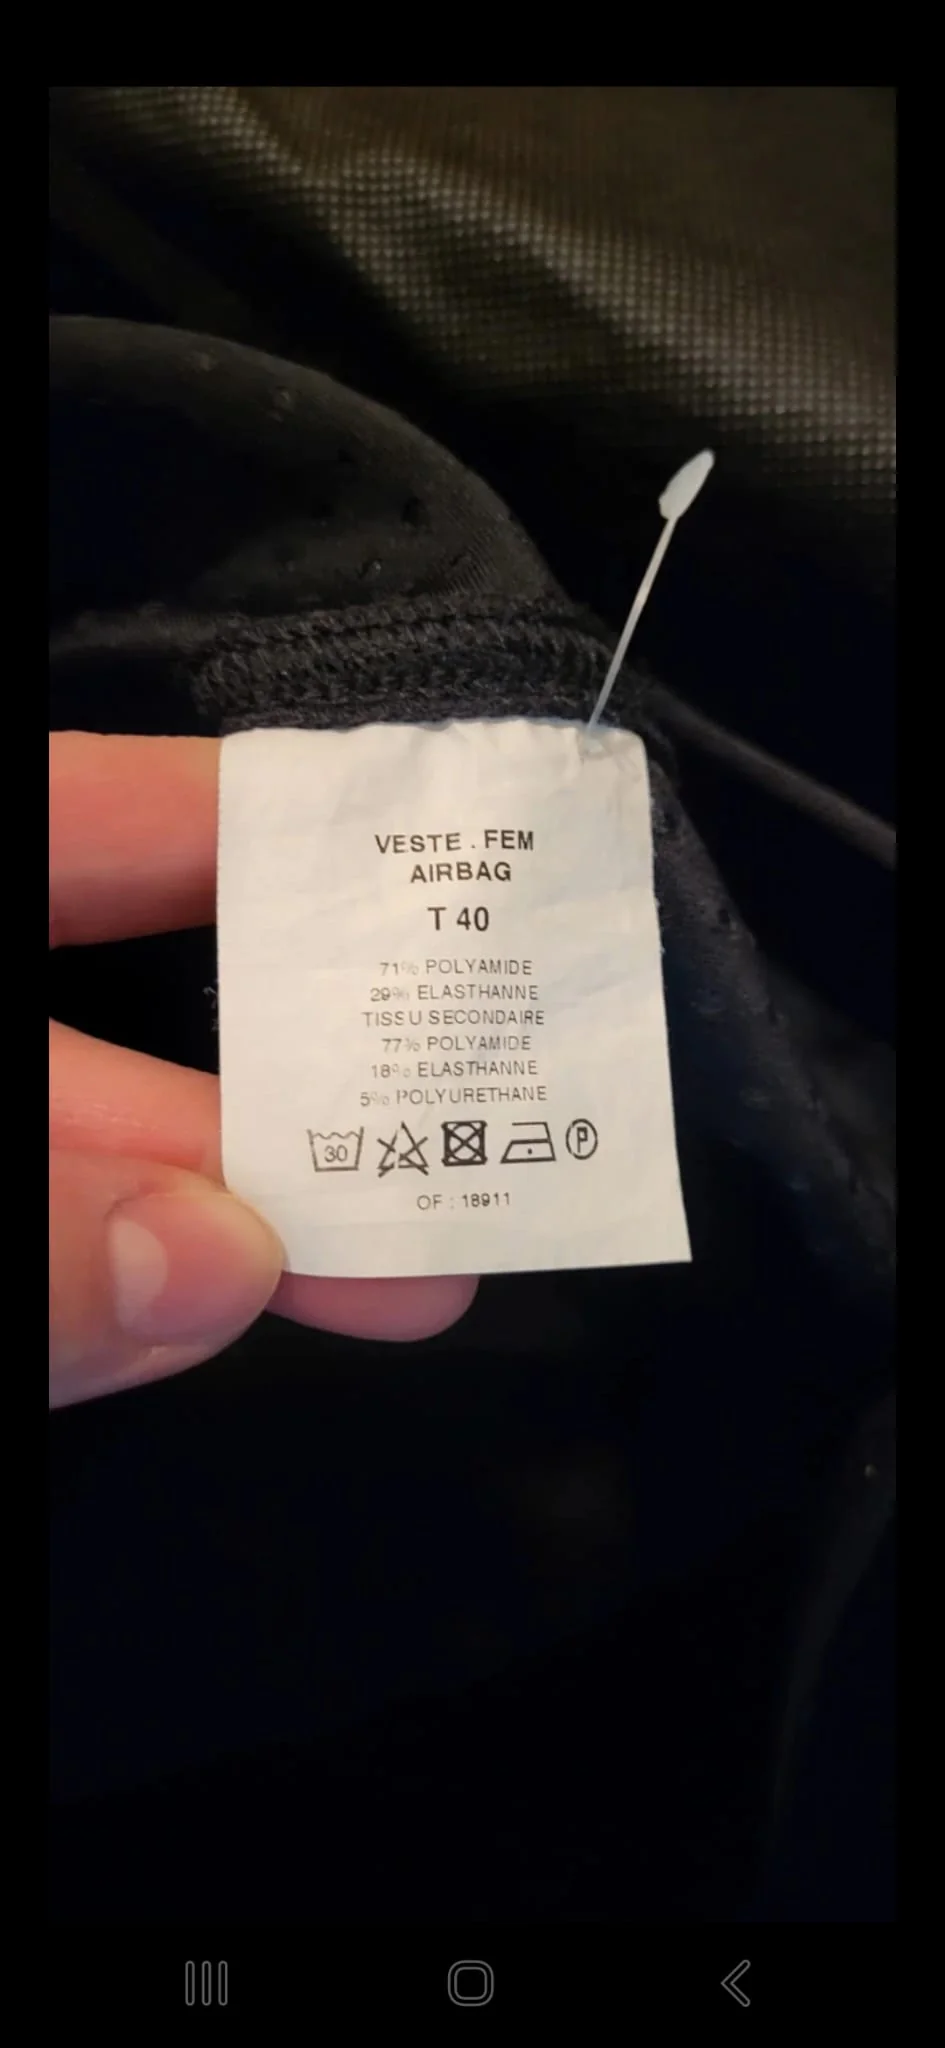 VESTE . FEM
AIRBAG
T 40
71% POLYAMIDE
29% ELASTHANNE
TISSU SECONDAIRE
77% POLYAMIDE
18% ELASTHANNE
5% POLYURETHANE
30 P
OF : 18911